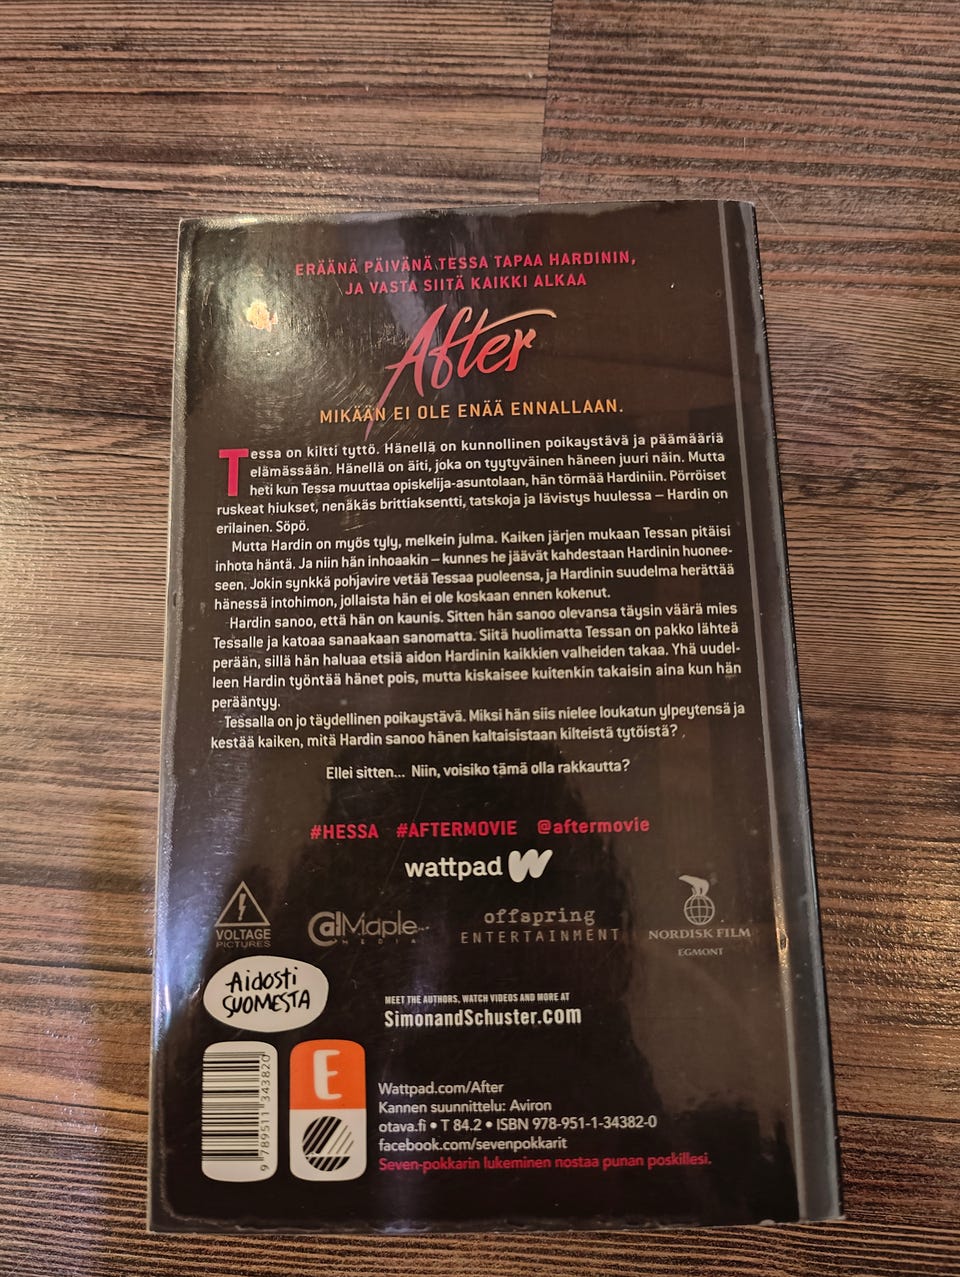 ERÄÄNÄ PÄIVÄNÄ TESSA TAPAA HARDININ,
JA VASTA SIITÄ KAIKKI ALKAA
After
MIKÄÄN EI OLE ENÄÄ ENNALLAAN.
Tessa on kiltti tyttö. Hänellä on kunnollinen poikaystävä ja päämääriä
elämässään. Hänellä on äiti, joka on tyytyväinen häneen juuri näin. Mutta
heti kun Tessa muuttaa opiskelija-asuntolaan, hän törmää Hardiniin. Pörröiset
ruskeat hiukset, nenäkäs brittiaksentti, tatskoja ja lävistys huulessa – Hardin on
erilainen. Söpö.
Mutta Hardin on myös tyly, melkein julma. Kaiken järjen mukaan Tessan pitäisi
inhota häntä. Ja niin hän inhoaakin – kunnes he jäävät kahdestaan Hardinin huonee-
seen. Jokin synkkä pohjavire vetää Tessaa puoleensa, ja Hardinin suudelma herättää
hänessä intohimon, jollaista hän ei ole koskaan ennen kokenut.
Hardin sanoo, että hän on kaunis. Sitten hän sanoo olevansa täysin väärä mies
Tessalle ja katoaa sanaakaan sanomatta. Siitä huolimatta Tessan on pakko lähteä
perään, sillä hän haluaa etsiä aidon Hardinin kaikkien valheiden takaa. Yhä uudel-
leen Hardin työntää hänet pois, mutta kiskaisee kuitenkin takaisin aina kun hän
perääntyy.
Tessalla on jo täydellinen poikaystävä. Miksi hän siis nielee loukatun ylpeytensä ja
kestää kaiken, mitä Hardin sanoo hänen kaltaisistaan kilteistä tytöistä?
Ellei sitten... Niin, voisiko tämä olla rakkautta?
#HESSA #AFTERMOVIE @aftermovie
wattpad W
VOLTAGE
PICTURES
CalMaple
MEDIA
offspring
ENTERTAINMENT
NORDISK FILM
EGMONT
Aidosti
SUOMESTA
MEET THE AUTHORS, WATCH VIDEOS AND MORE AT
SimonandSchuster.com
9 789511 343820
E
Wattpad.com/After
Kannen suunnittelu: Aviron
otava.fi • T 84.2 • ISBN 978-951-1-34382-0
facebook.com/sevenpokkarit
Seven-pokkarin lukeminen nostaa punan poskillesi.